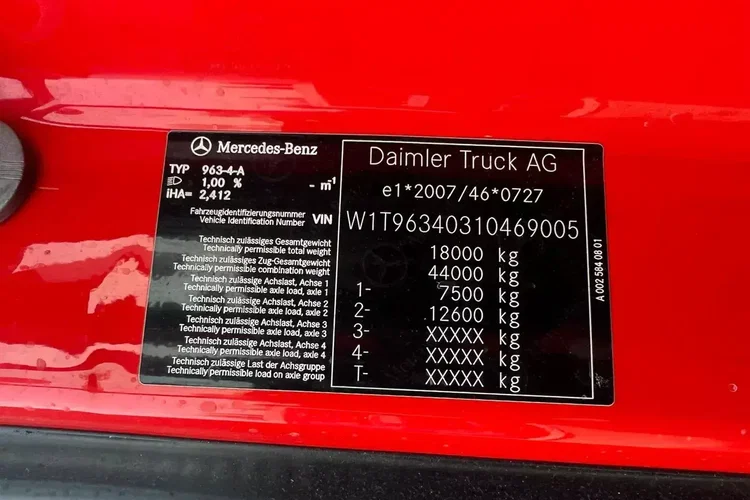 Mercedes-Benz
TYP 963-4-A
1,00 % - m⁻¹
iHA= 2,412
Fahrzeugidentifizierungsnummer
Vehicle Identification Number VIN
Technisch zulässiges Gesamtgewicht
Technically permissible total weight
Technisch zulässiges Zug-Gesamtgewicht
Technically permissible combination weight
Technisch zulässige Achslast, Achse 1
Technically permissible axle load, axle 1
Technisch zulässige Achslast, Achse 2
Technically permissible axle load, axle 2
Technisch zulässige Achslast, Achse 3
Technically permissible axle load, axle 3
Technisch zulässige Achslast, Achse 4
Technically permissible axle load, axle 4
Technisch zulässige Last der Achsgruppe
Technically permissible load on axle group
Daimler Truck AG
e1*2007/46*0727
W1T96340310469005
18000 kg
44000 kg
1- 7500 kg
2- 12600 kg
3- XXXXX kg
4- XXXXX kg
T- XXXXX kg
A 002 584 08 01